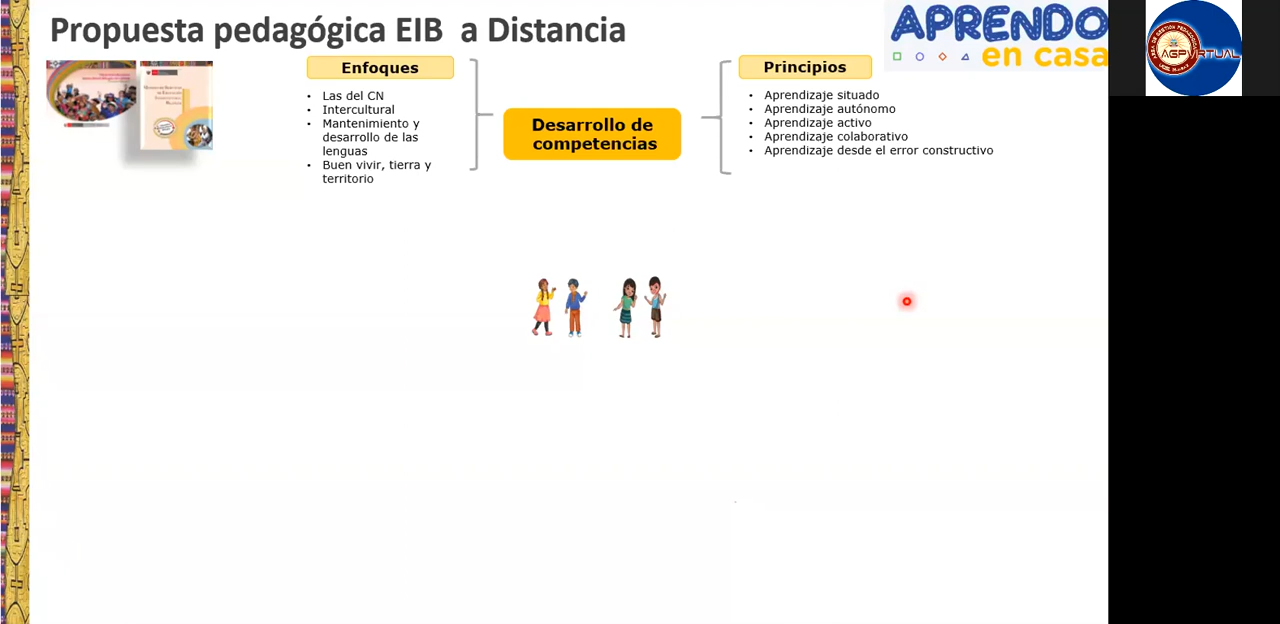 Propuesta pedagógica EIB a Distancia
APRENDO
en casa
Enfoques
• Las del CN
• Intercultural
• Mantenimiento y
desarrollo de las
lenguas
• Buen vivir, tierra y
territorio
Desarrollo de
competencias
Principios
• Aprendizaje situado
• Aprendizaje autónomo
• Aprendizaje activo
• Aprendizaje colaborativo
• Aprendizaje desde el error constructivo
AGPVIRTUAL